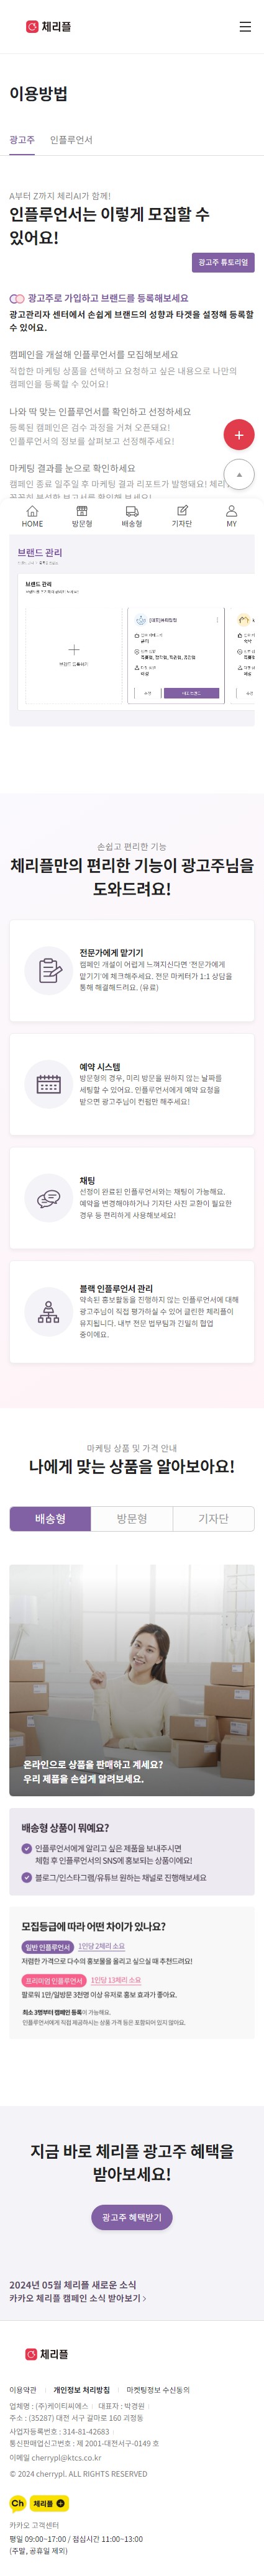 체리플
이용방법
광고주
인플루언서
A부터 Z까지 체리AI가 함께!
인플루언서는 이렇게 모집할 수
있어요!
광고주 튜토리얼
광고주로 가입하고 브랜드를 등록해보세요
광고관리자 센터에서 손쉽게 브랜드의 성향과 타겟을 설정해 등록할
수 있어요.
캠페인을 개설해 인플루언서를 모집해보세요
적합한 마케팅 상품을 선택하고 요청하고 싶은 내용으로 나만의
캠페인을 등록할 수 있어요!
나와 딱 맞는 인플루언서를 확인하고 선정하세요
등록된 캠페인은 검수 과정을 거쳐 오픈돼요!
인플루언서의 정보를 살펴보고 선정해주세요!
마케팅 결과를 눈으로 확인하세요
캠페인 종료 일주일 후 마케팅 결과 리포트가 발행돼요!
HOME
방문형
배송형
기자단
MY
브랜드 관리
브랜드 관리
손쉽고 편리한 기능
체리플만의 편리한 기능이 광고주님을
도와드려요!
전문가에게 맡기기
캠페인 개설이 어렵게 느껴지신다면 '전문가에게
맡기기'에 체크해주세요. 전문 마케터가 1:1 상담을
통해 해결해드려요. (유료)
예약 시스템
방문형의 경우, 미리 방문을 원하지 않는 날짜를
세팅할 수 있어요. 인플루언서에게 예약 요청을
받으면 광고주님이 컨펌만 해주세요!
채팅
선정이 완료된 인플루언서와는 채팅이 가능해요.
예약을 변경해야하거나 기자단 사진 교환이 필요한
경우 등 편리하게 사용해보세요!
블랙 인플루언서 관리
약속된 홍보활동을 진행하지 않는 인플루언서에 대해
광고주님이 직접 평가하실 수 있어 클린한 체리플이
유지됩니다. 내부 전문 법무팀과 긴밀히 협업
중이에요.
마케팅 상품 및 가격 안내
나에게 맞는 상품을 알아보아요!
배송형
방문형
기자단
온라인으로 상품을 판매하고 계세요?
우리 제품을 손쉽게 알려보세요.
배송형 상품이 뭐예요?
인플루언서에게 알리고 싶은 제품을 보내주시면
체험 후 인플루언서의 SNS에 홍보되는 상품이에요!
블로그/인스타그램/유튜브 원하는 채널로 진행해보세요
모집등급에 따라 어떤 차이가 있나요?
일반 인플루언서 1인당 2체리 소요
저렴한 가격으로 다수의 홍보물을 올리고 싶으실 때 추천드려요!
프리미엄 인플루언서 1인당 13체리 소요
팔로워 1만/일방문 3천명 이상 유저로 홍보 효과가 좋아요.
최소 3명부터 캠페인 등록이 가능해요.
인플루언서에게 직접 제공하시는 상품 가격 등은 포함되어 있지 않아요.
지금 바로 체리플 광고주 혜택을
받아보세요!
광고주 혜택받기
2024년 05월 체리플 새로운 소식
카카오 체리플 캠페인 소식 받아보기 >
체리플
이용약관
개인정보 처리방침
마켓팅정보 수신동의
업체명 : (주)케이티씨에스
대표자 : 박경원
주소 : (35287) 대전 서구 갈마로 160 괴정동
사업자등록번호 : 314-81-42683
통신판매업신고번호 : 제 2001-대전서구-0149 호
이메일 cherrypl@ktcs.co.kr
© 2024 cherrypl. ALL RIGHTS RESERVED
Ch
체리플
카카오 고객센터
평일 09:00~17:00 / 점심시간 11:00~13:00
(주말, 공휴일 제외)